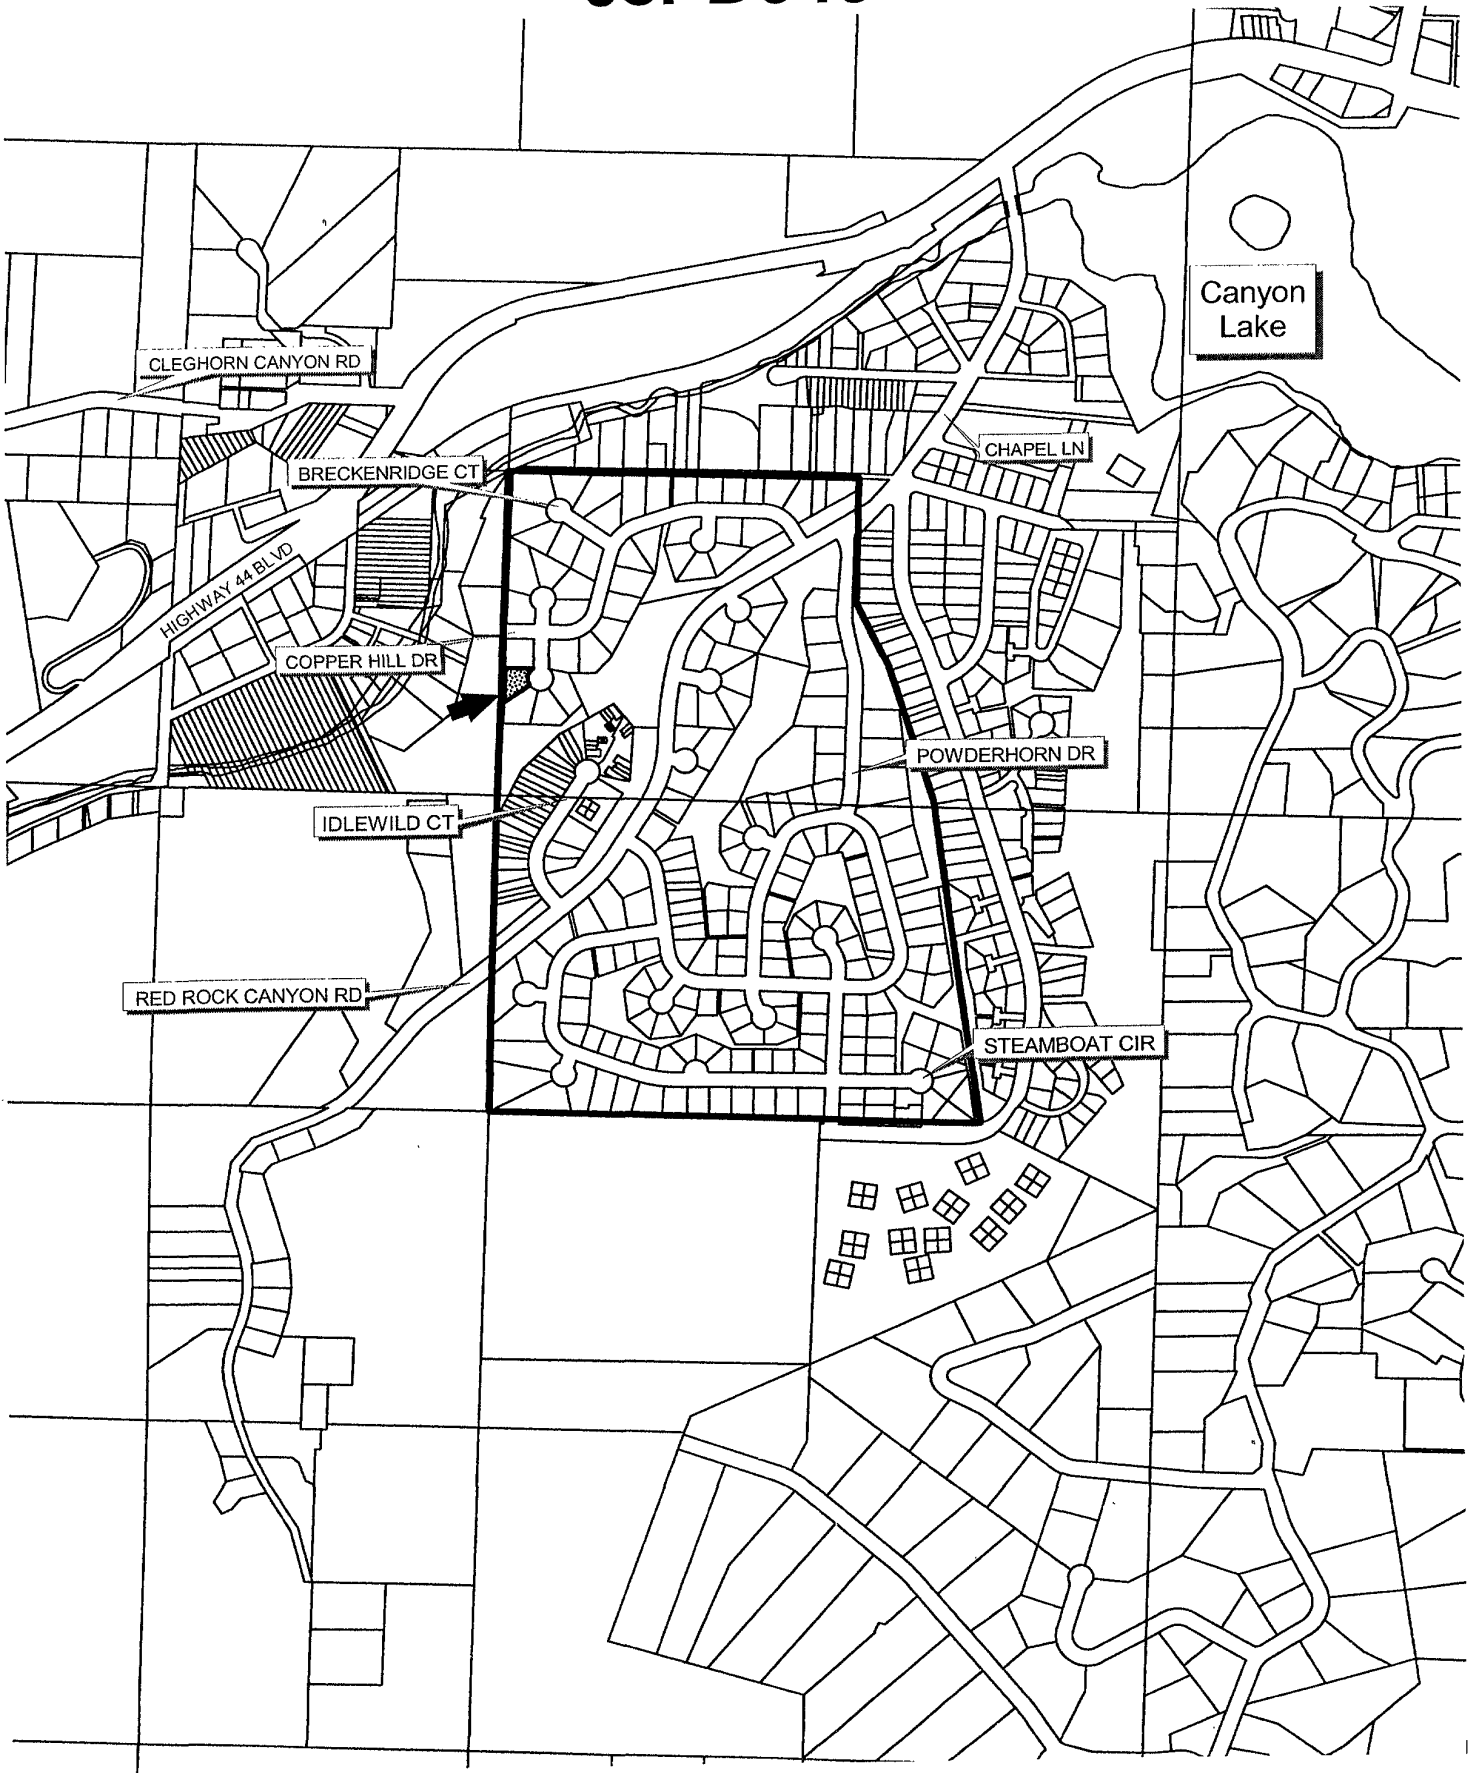 Canyon
Lake
CLEGHORN CANYON RD
CHAPEL LN
BRECKENRIDGE CT
HIGHWAY 44 BLVD
COPPER HILL DR
POWDERHORN DR
IDLEWILD CT
RED ROCK CANYON RD
STEAMBOAT CIR